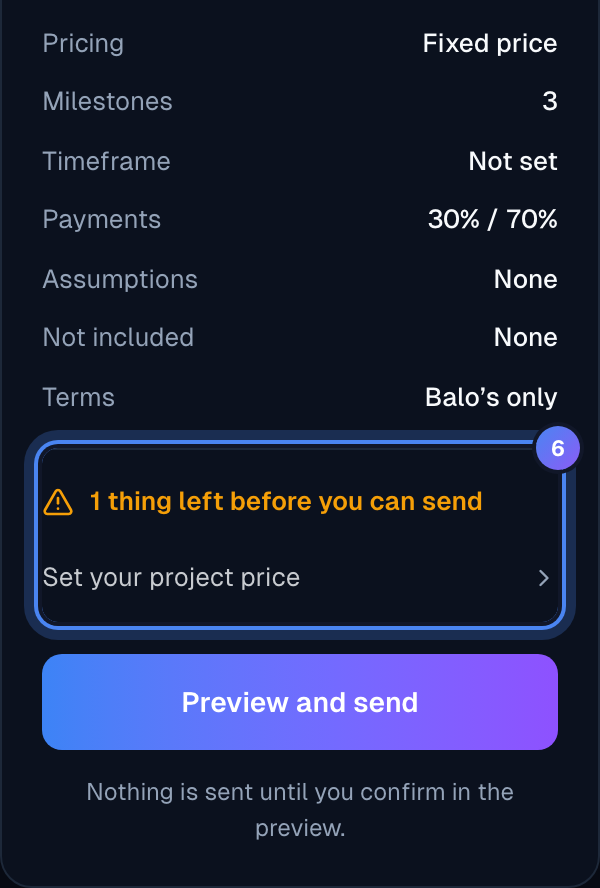 Pricing Fixed price
Milestones 3
Timeframe Not set
Payments 30% / 70%
Assumptions None
Not included None
Terms Balo’s only
6
1 thing left before you can send
Set your project price
Preview and send
Nothing is sent until you confirm in the
preview.